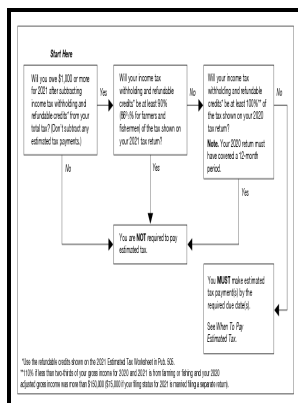 Start Here
Will you owe $1,000 or more
for 2021 after subtracting
income tax withholding and
refundable credits* from your
total tax? (Don't subtract any
estimated tax payments.)
Yes
No
Will your income tax
withholding and refundable
credits* be at least 90%
(66²/₃% for farmers and
fishermen) of the tax shown on
your 2021 tax return?
No
Yes
Will your income tax
withholding and refundable
credits* be at least 100%** of
the tax shown on your 2020
tax return?
Note. Your 2020 return must
have covered a 12-month
period.
No
Yes
You are NOT required to pay
estimated tax.
You MUST make estimated
tax payment(s) by the
required due date(s).
See When To Pay
Estimated Tax.
*Use the refundable credits shown on the 2021 Estimated Tax Worksheet in Pub. 505.
**110% if less than two-thirds of your gross income for 2020 and 2021 is from farming or fishing and your 2020
adjusted gross income was more than $150,000 ($75,000 if your filing status for 2021 is married filing a separate return).